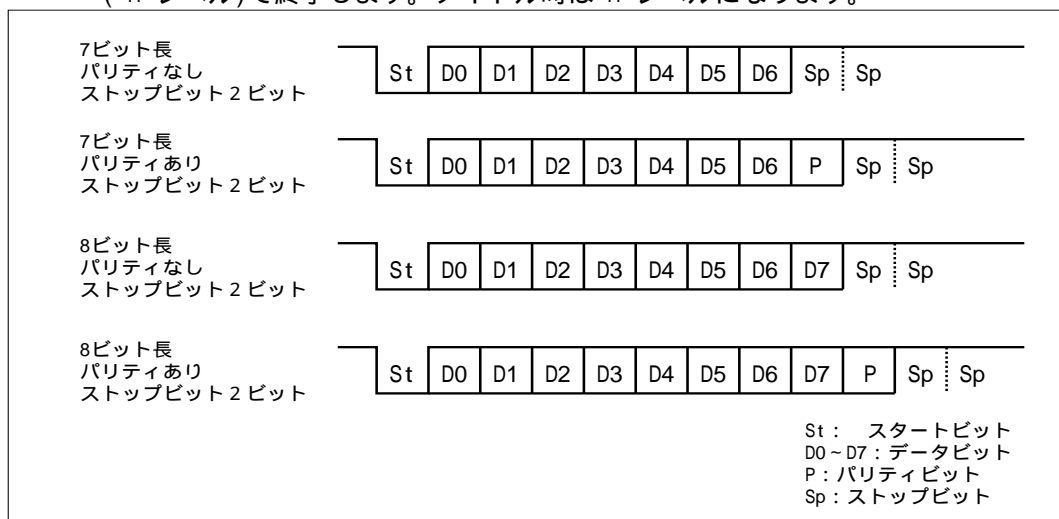 7ビット長
パリティなし
ストップビット2ビット
St D0 D1 D2 D3 D4 D5 D6 Sp Sp
7ビット長
パリティあり
ストップビット2ビット
St D0 D1 D2 D3 D4 D5 D6 P Sp Sp
8ビット長
パリティなし
ストップビット2ビット
St D0 D1 D2 D3 D4 D5 D6 D7 Sp Sp
8ビット長
パリティあり
ストップビット2ビット
St D0 D1 D2 D3 D4 D5 D6 D7 P Sp Sp
St： スタートビット
D0~D7：データビット
P：パリティビット
Sp：ストップビット